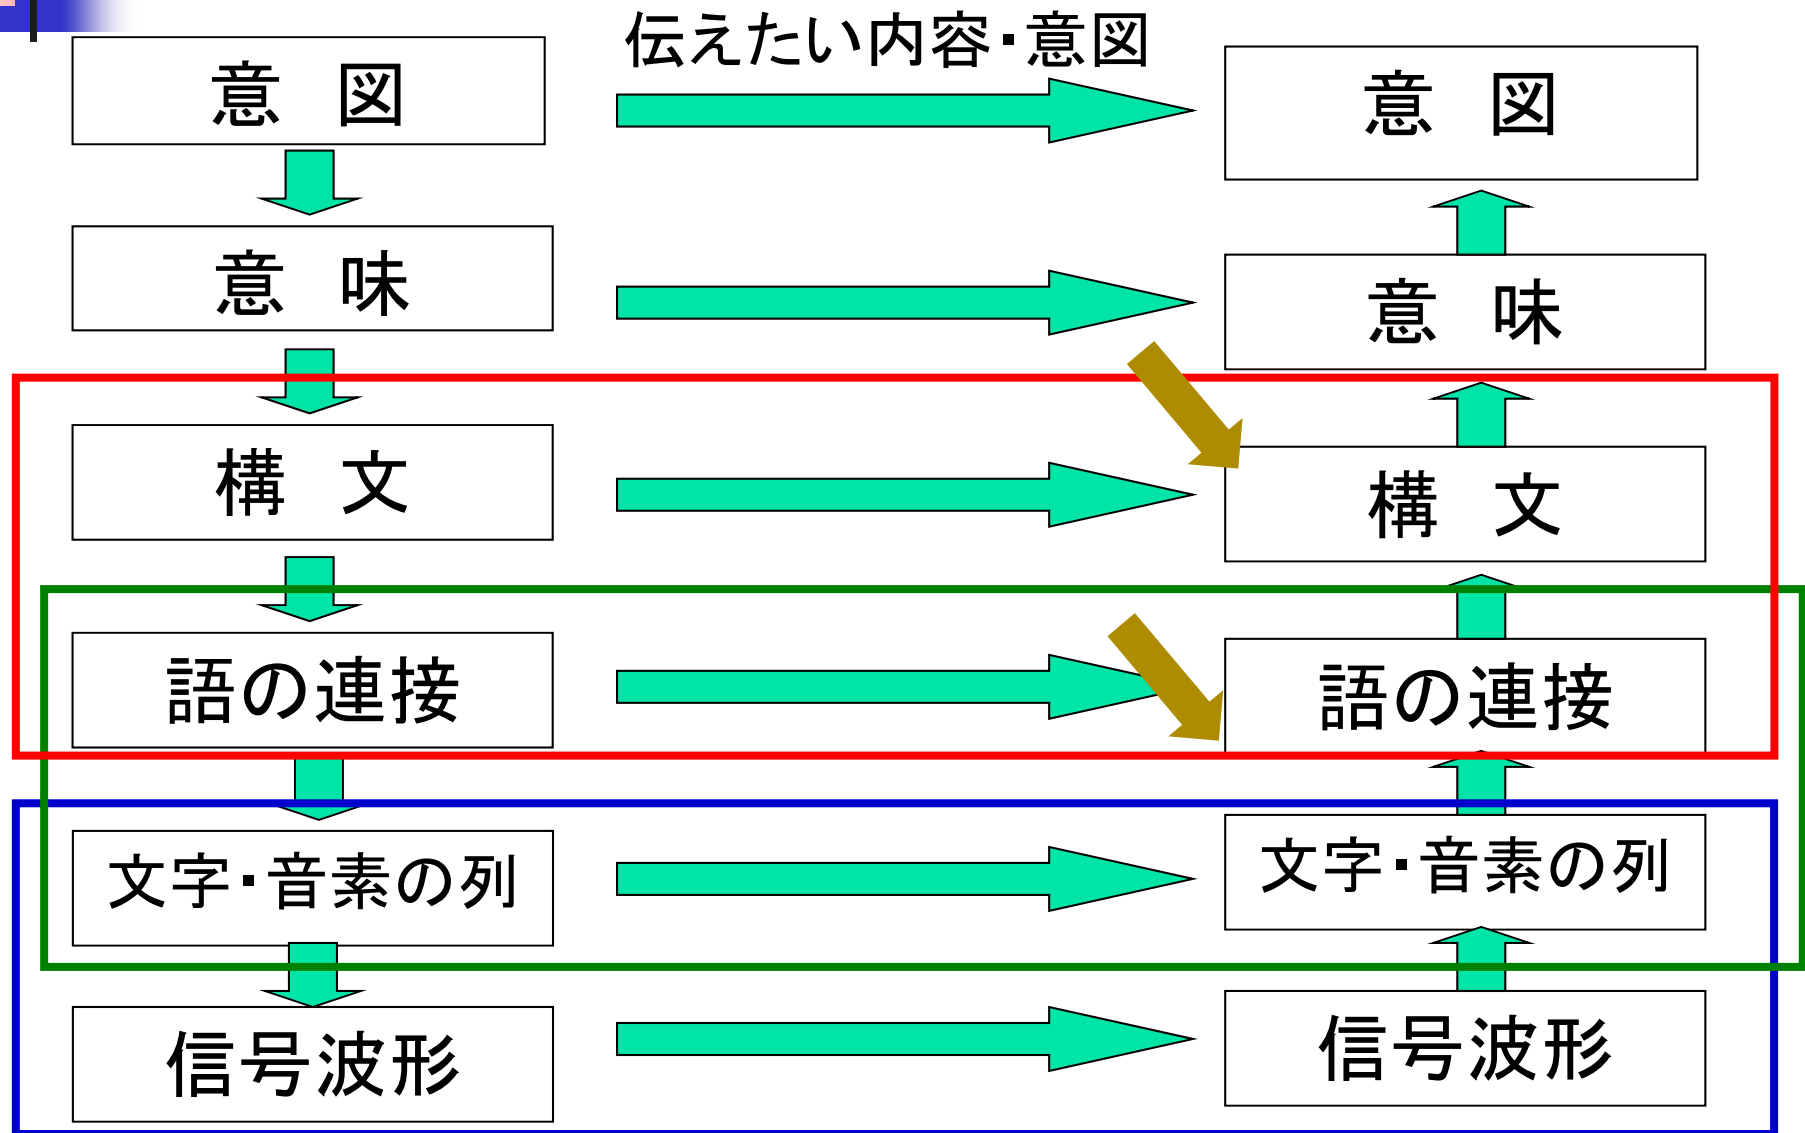 伝えたい内容・意図
意 図
意 図
意 味
意 味
構 文
構 文
語の連接
語の連接
文字・音素の列
文字・音素の列
信号波形
信号波形